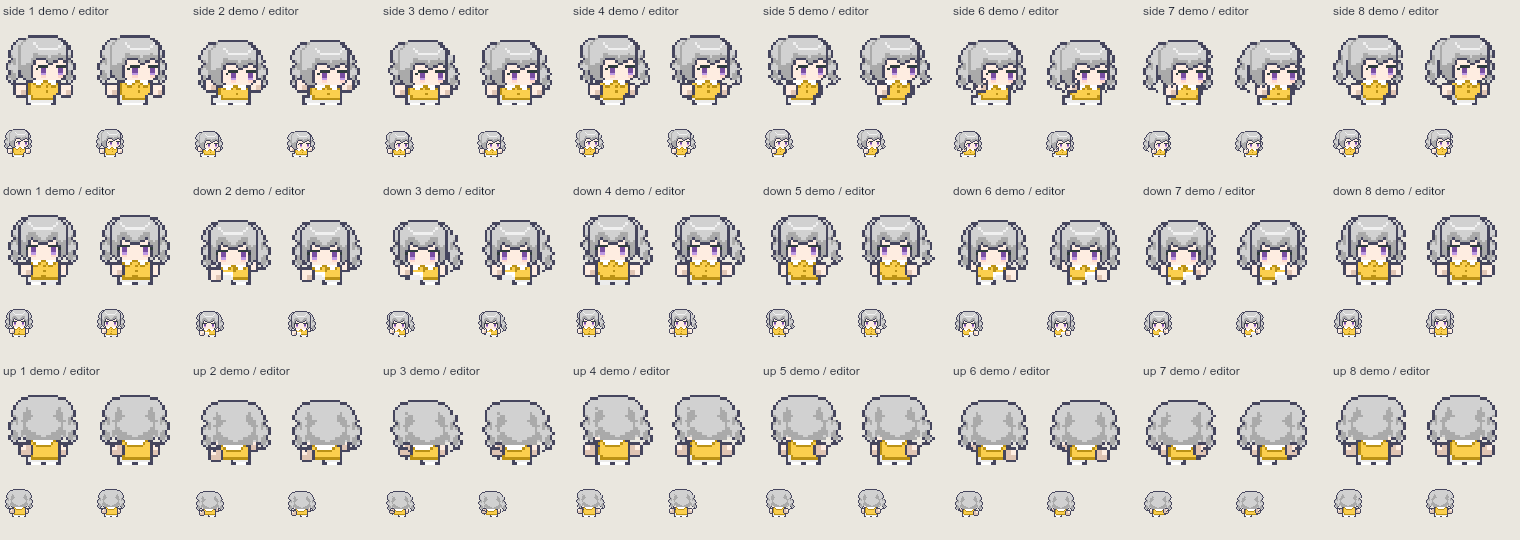 side 1 demo / editor
side 2 demo / editor
side 3 demo / editor
side 4 demo / editor
side 5 demo / editor
side 6 demo / editor
side 7 demo / editor
side 8 demo / editor
down 1 demo / editor
down 2 demo / editor
down 3 demo / editor
down 4 demo / editor
down 5 demo / editor
down 6 demo / editor
down 7 demo / editor
down 8 demo / editor
up 1 demo / editor
up 2 demo / editor
up 3 demo / editor
up 4 demo / editor
up 5 demo / editor
up 6 demo / editor
up 7 demo / editor
up 8 demo / editor